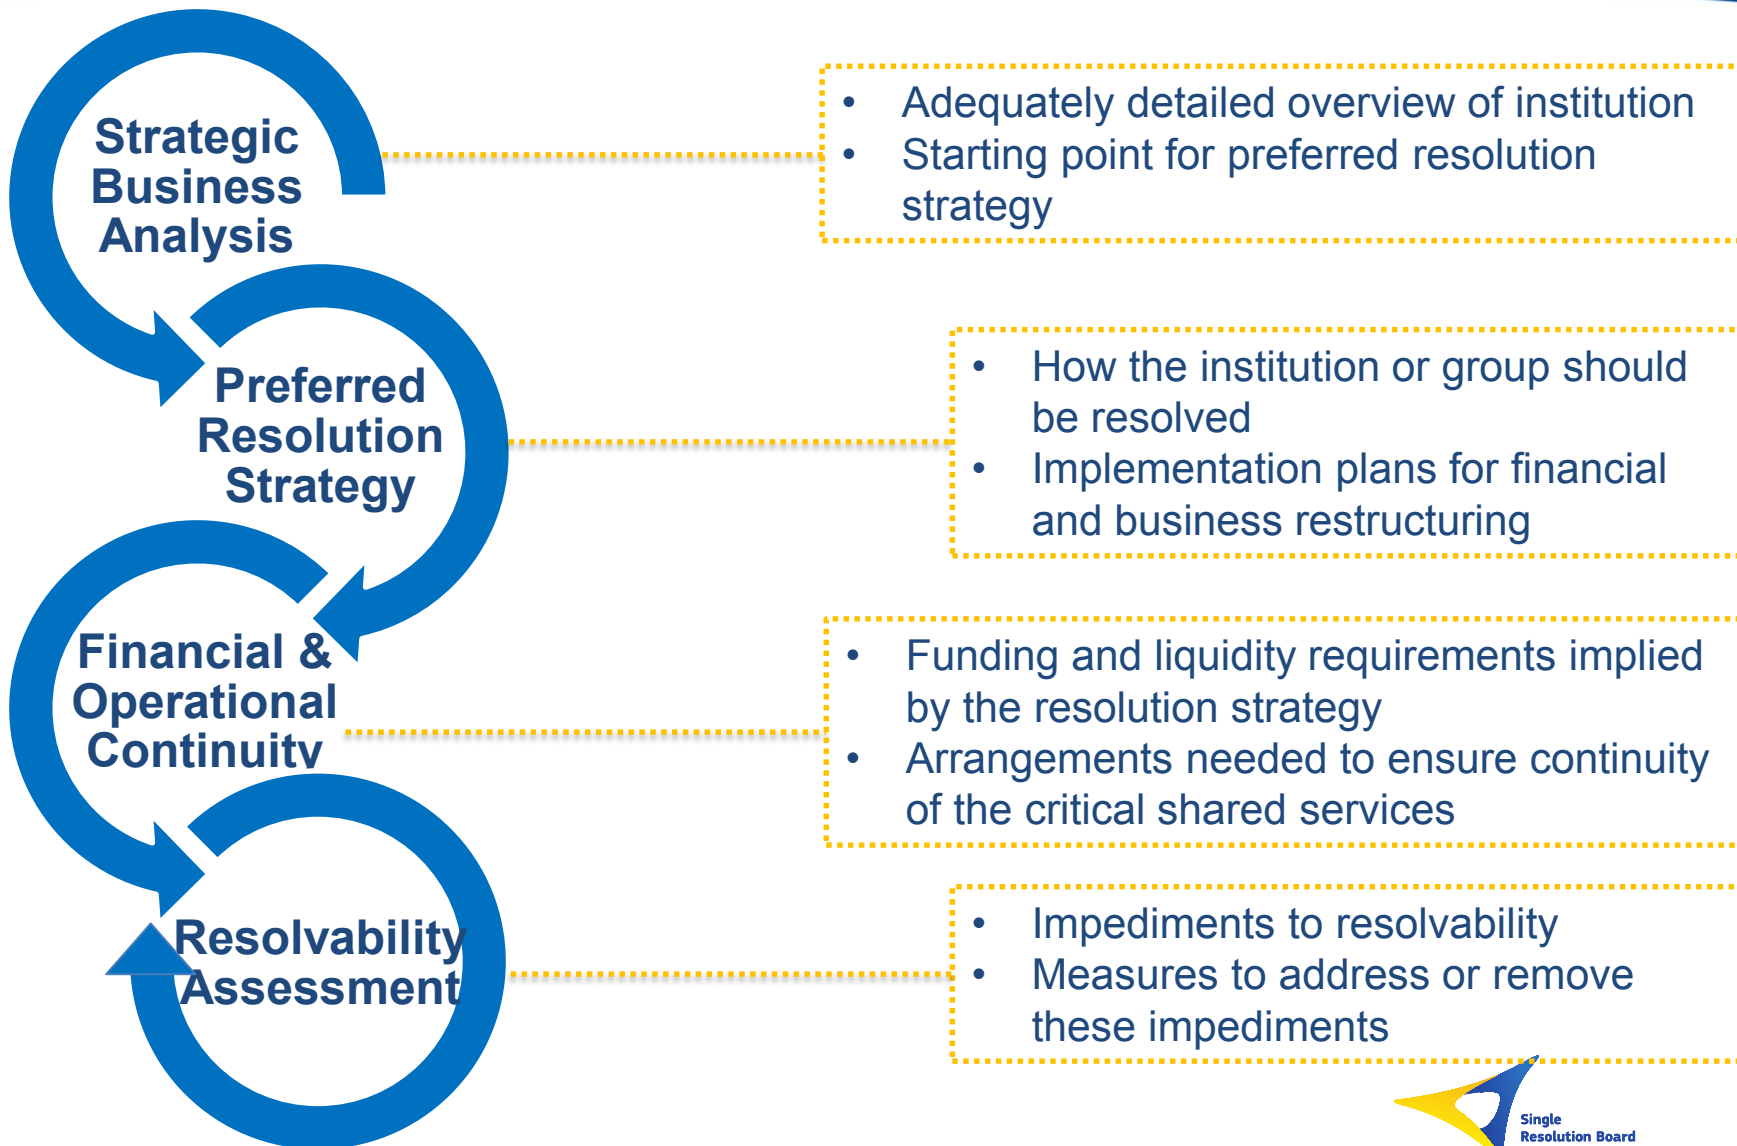 Strategic
Business
Analysis
• Adequately detailed overview of institution
• Starting point for preferred resolution
strategy
Preferred
Resolution
Strategy
• How the institution or group should
be resolved
• Implementation plans for financial
and business restructuring
Financial &
Operational
Continuity
• Funding and liquidity requirements implied
by the resolution strategy
• Arrangements needed to ensure continuity
of the critical shared services
Resolvability
Assessment
• Impediments to resolvability
• Measures to address or remove
these impediments
Single
Resolution Board